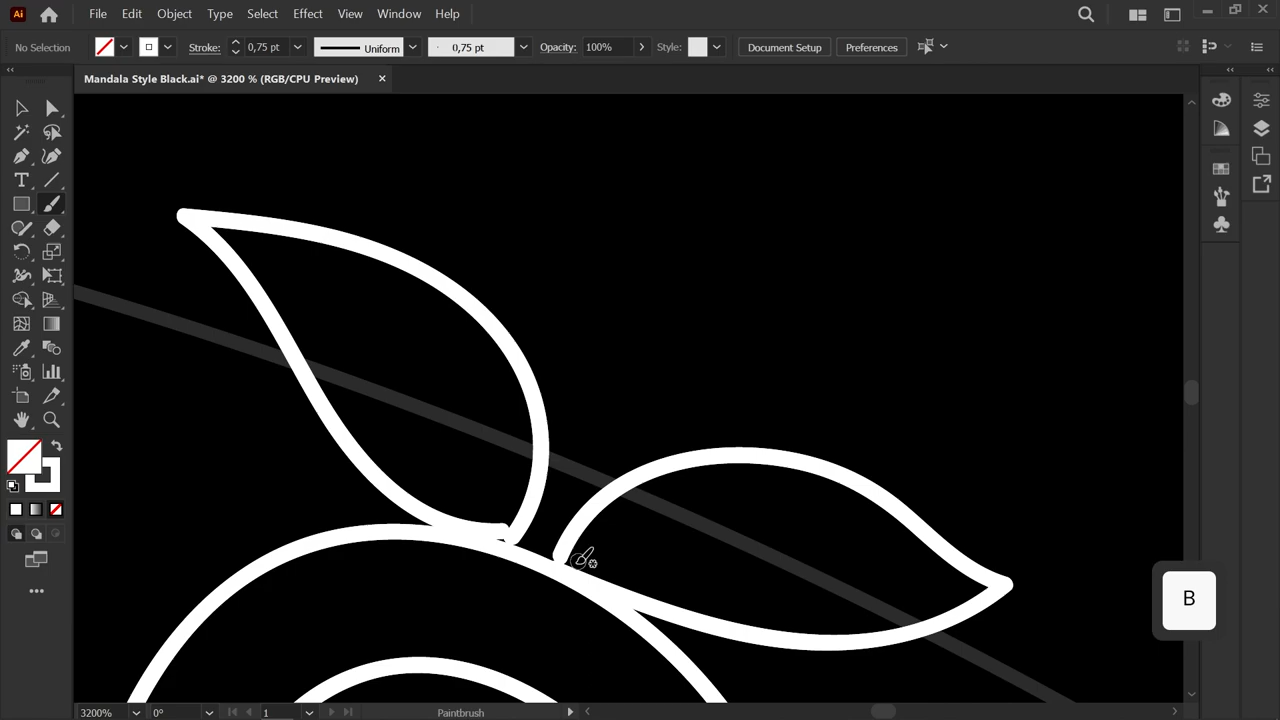 Ai File Edit Object Type Select Effect View Window Help
No Selection Stroke: 0,75 pt Uniform 0,75 pt Opacity: 100% Style: Document Setup Preferences
Mandala Style Black.ai* @ 3200 % (RGB/CPU Preview)
B
3200% 0° 1 Paintbrush